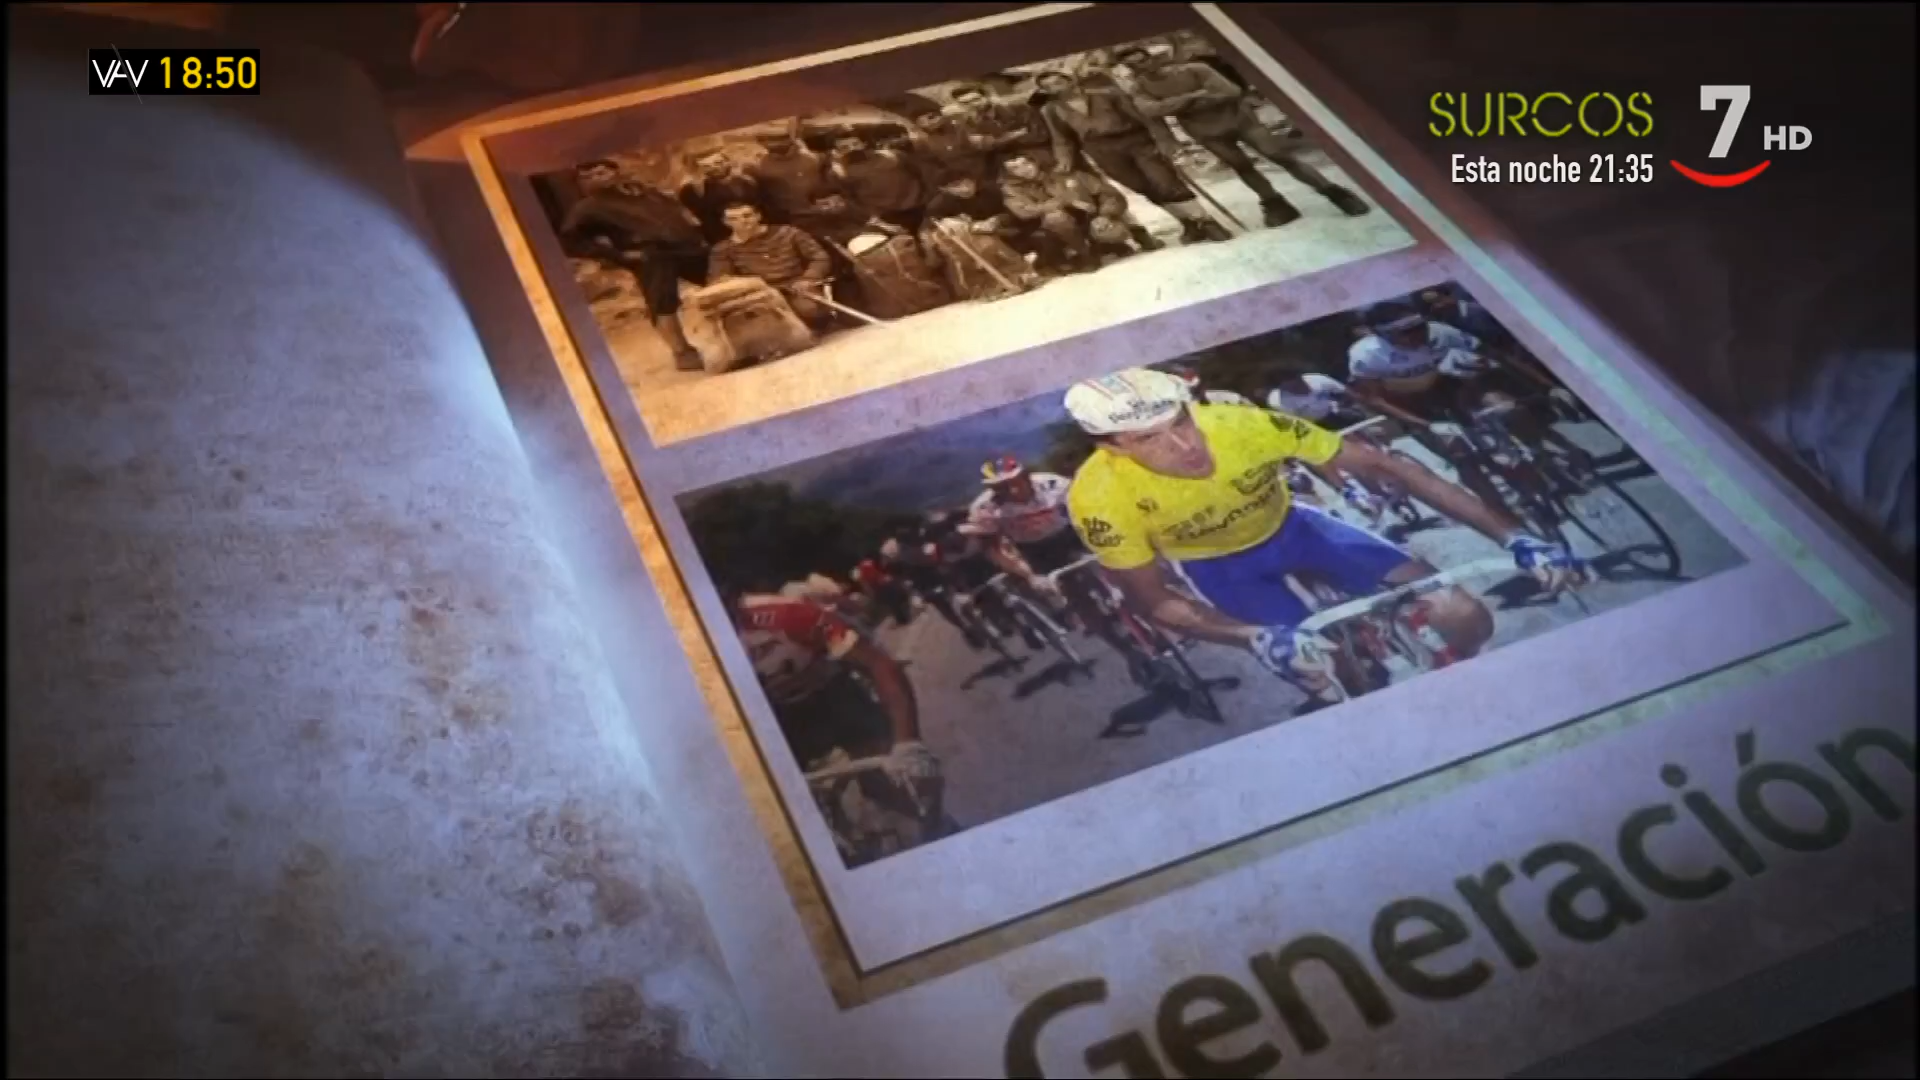 VAV 18:50
SURCOS
Esta noche 21:35
7 HD
Generación